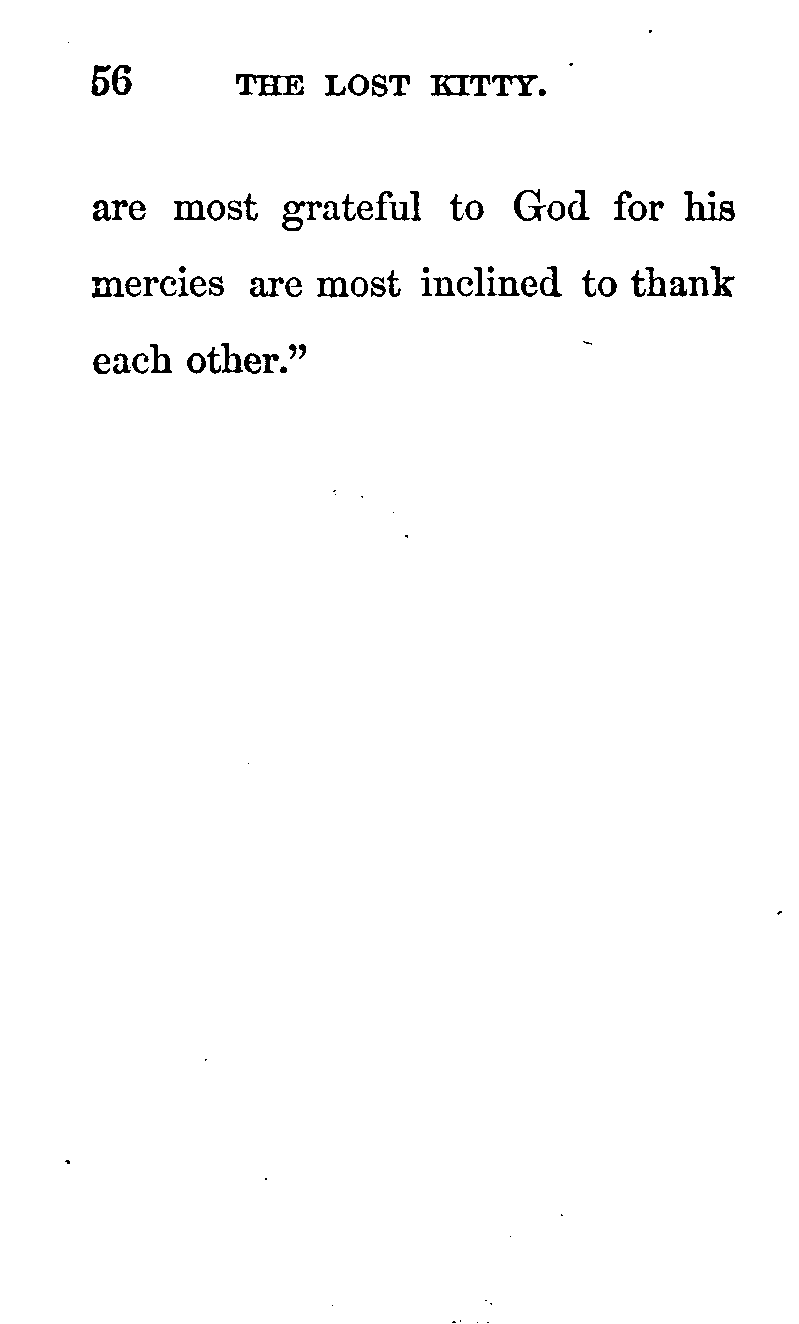 56 THE LOST KITTY.
are most grateful to God for his
mercies are most inclined to thank
each other.”